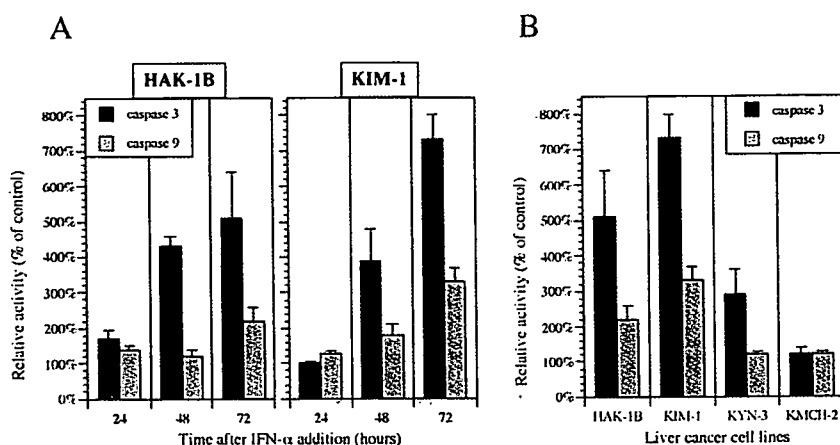 A
HAK-1B
KIM-1
caspase 3
caspase 9
800%
700%
600%
500%
400%
300%
200%
100%
0%
Relative activity (% of control)
24
48
72
24
48
72
Time after IFN-α addition (hours)
B
caspase 3
caspase 9
800%
700%
600%
500%
400%
300%
200%
100%
0%
Relative activity (% of control)
HAK-1B
KIM-1
KYN-3
KMCH-2
Liver cancer cell lines